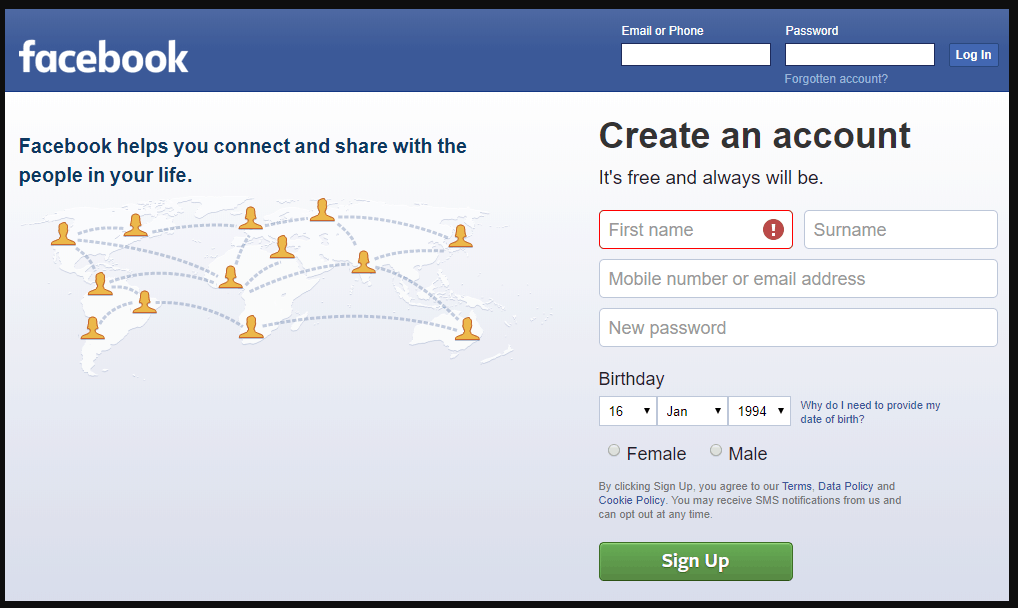 facebook
Email or Phone
Password
Log In
Forgotten account?
Facebook helps you connect and share with the
people in your life.
Create an account
It's free and always will be.
First name
Surname
Mobile number or email address
New password
Birthday
16 Jan 1994
Why do I need to provide my
date of birth?
Female Male
By clicking Sign Up, you agree to our Terms, Data Policy and
Cookie Policy. You may receive SMS notifications from us and
can opt out at any time.
Sign Up